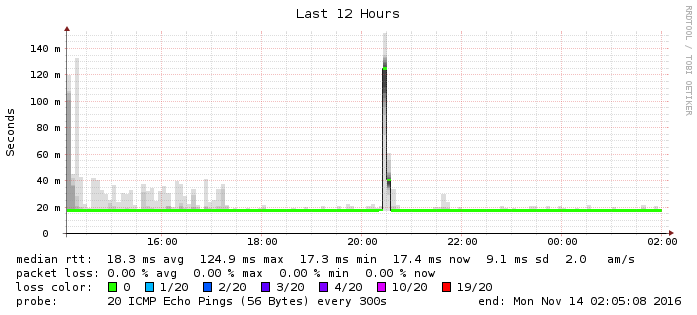 Last 12 Hours
RRDTOOL / TOBI OETIKER
Seconds
140 m
120 m
100 m
80 m
60 m
40 m
20 m
0
16:00 18:00 20:00 22:00 00:00 02:00
median rtt: 18.3 ms avg 124.9 ms max 17.3 ms min 17.4 ms now 9.1 ms sd 2.0 am/s
packet loss: 0.00 % avg 0.00 % max 0.00 % min 0.00 % now
loss color: 0 1/20 2/20 3/20 4/20 10/20 19/20
probe: 20 ICMP Echo Pings (56 Bytes) every 300s end: Mon Nov 14 02:05:08 2016